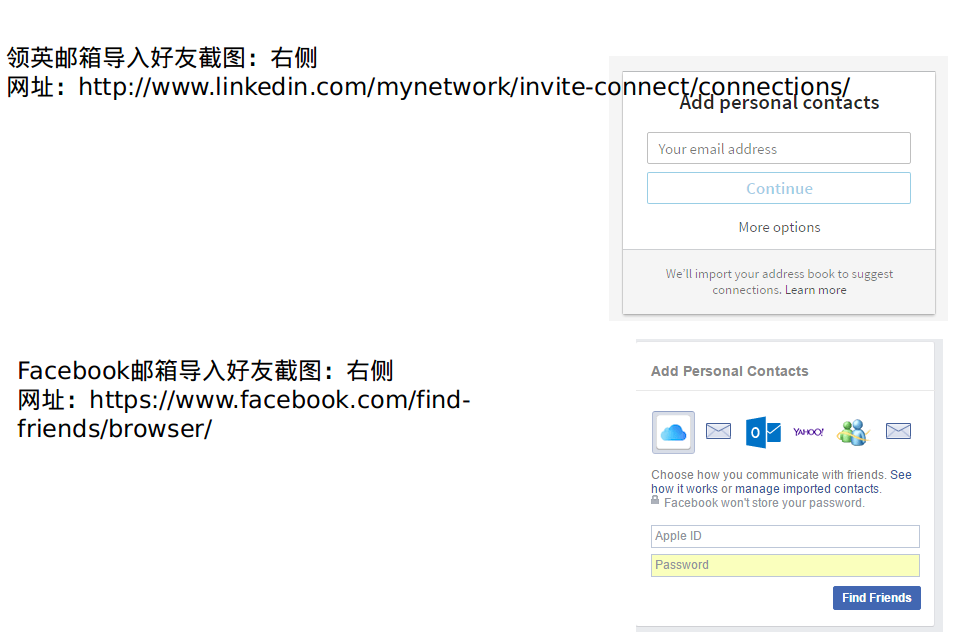 领英邮箱导入好友截图：右侧
网址：http://www.linkedin.com/mynetwork/invite-connect/connections/
Add personal contacts
Your email address
Continue
More options
We'll import your address book to suggest
connections. Learn more
Facebook邮箱导入好友截图：右侧
网址：https://www.facebook.com/find-
friends/browser/
Add Personal Contacts
YAHOO!
Choose how you communicate with friends. See
how it works or manage imported contacts.
Facebook won't store your password.
Apple ID
Password
Find Friends